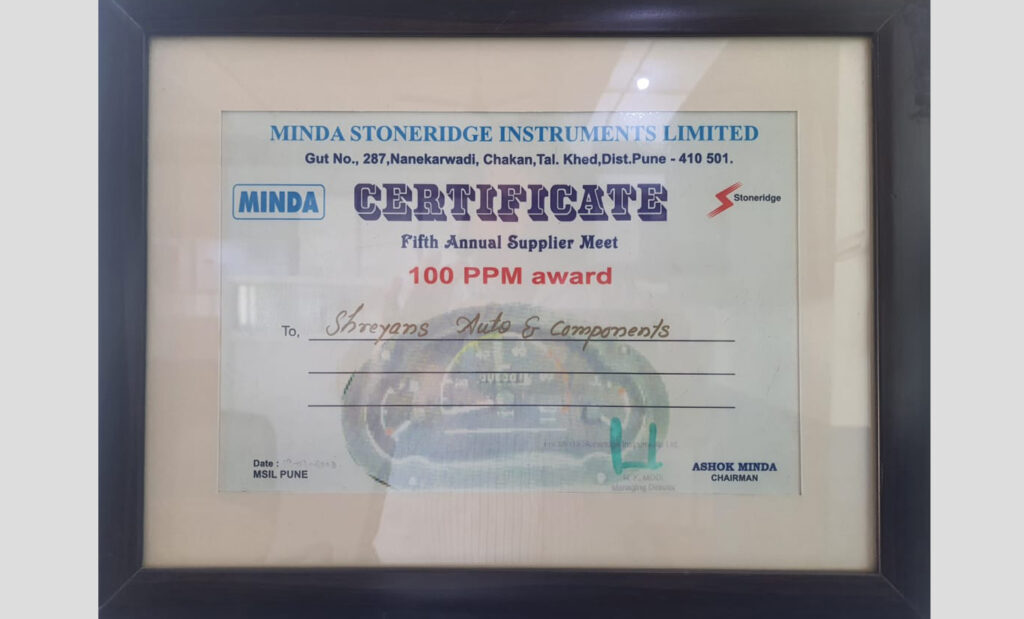 MINDA STONERIDGE INSTRUMENTS LIMITED
Gut No., 287,Nanekarwadi, Chakan,Tal. Khed,Dist.Pune - 410 501.
MINDA
CERTIFICATE
Stoneridge
Fifth Annual Supplier Meet
100 PPM award
To, Shreyans Auto & Components
Date :
MSIL PUNE
Managing Director
ASHOK MINDA
CHAIRMAN